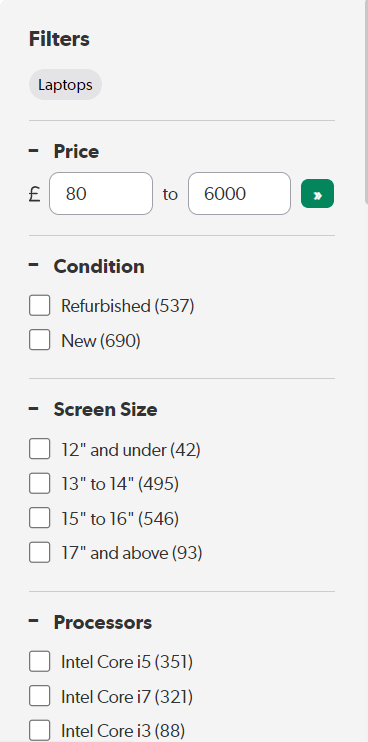 Filters
Laptops
– Price
£ 80 to 6000 »
– Condition
Refurbished (537)
New (690)
– Screen Size
12" and under (42)
13" to 14" (495)
15" to 16" (546)
17" and above (93)
– Processors
Intel Core i5 (351)
Intel Core i7 (321)
Intel Core i3 (88)